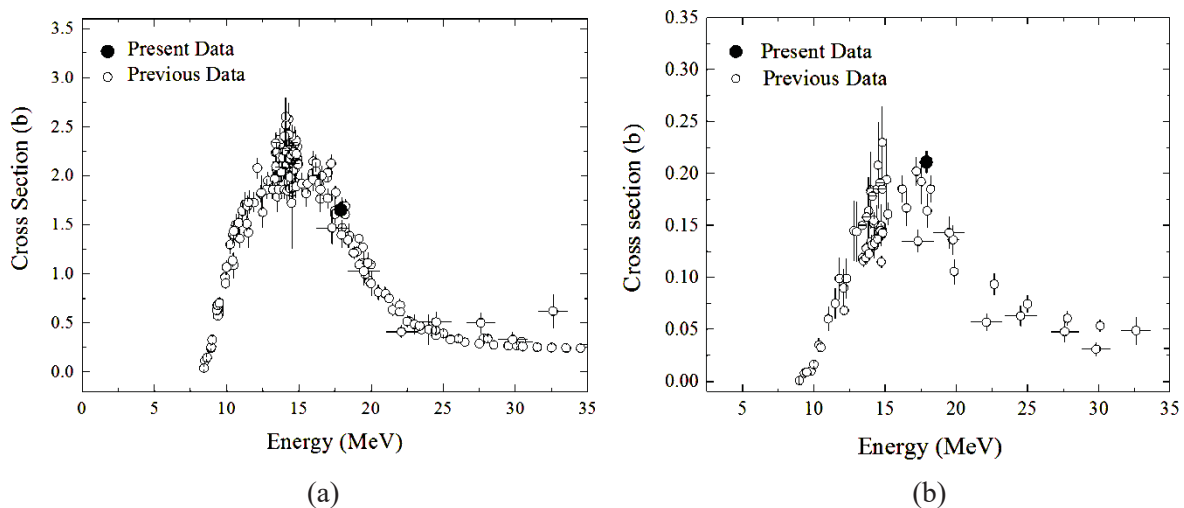 3.5
3.0
2.5
2.0
1.5
1.0
0.5
0.0
Cross Section (b)
Present Data
Previous Data
0 5 10 15 20 25 30 35
Energy (MeV)
(a)
0.35
0.30
0.25
0.20
0.15
0.10
0.05
0.00
Cross section (b)
Present Data
Previous Data
5 10 15 20 25 30 35
Energy (MeV)
(b)